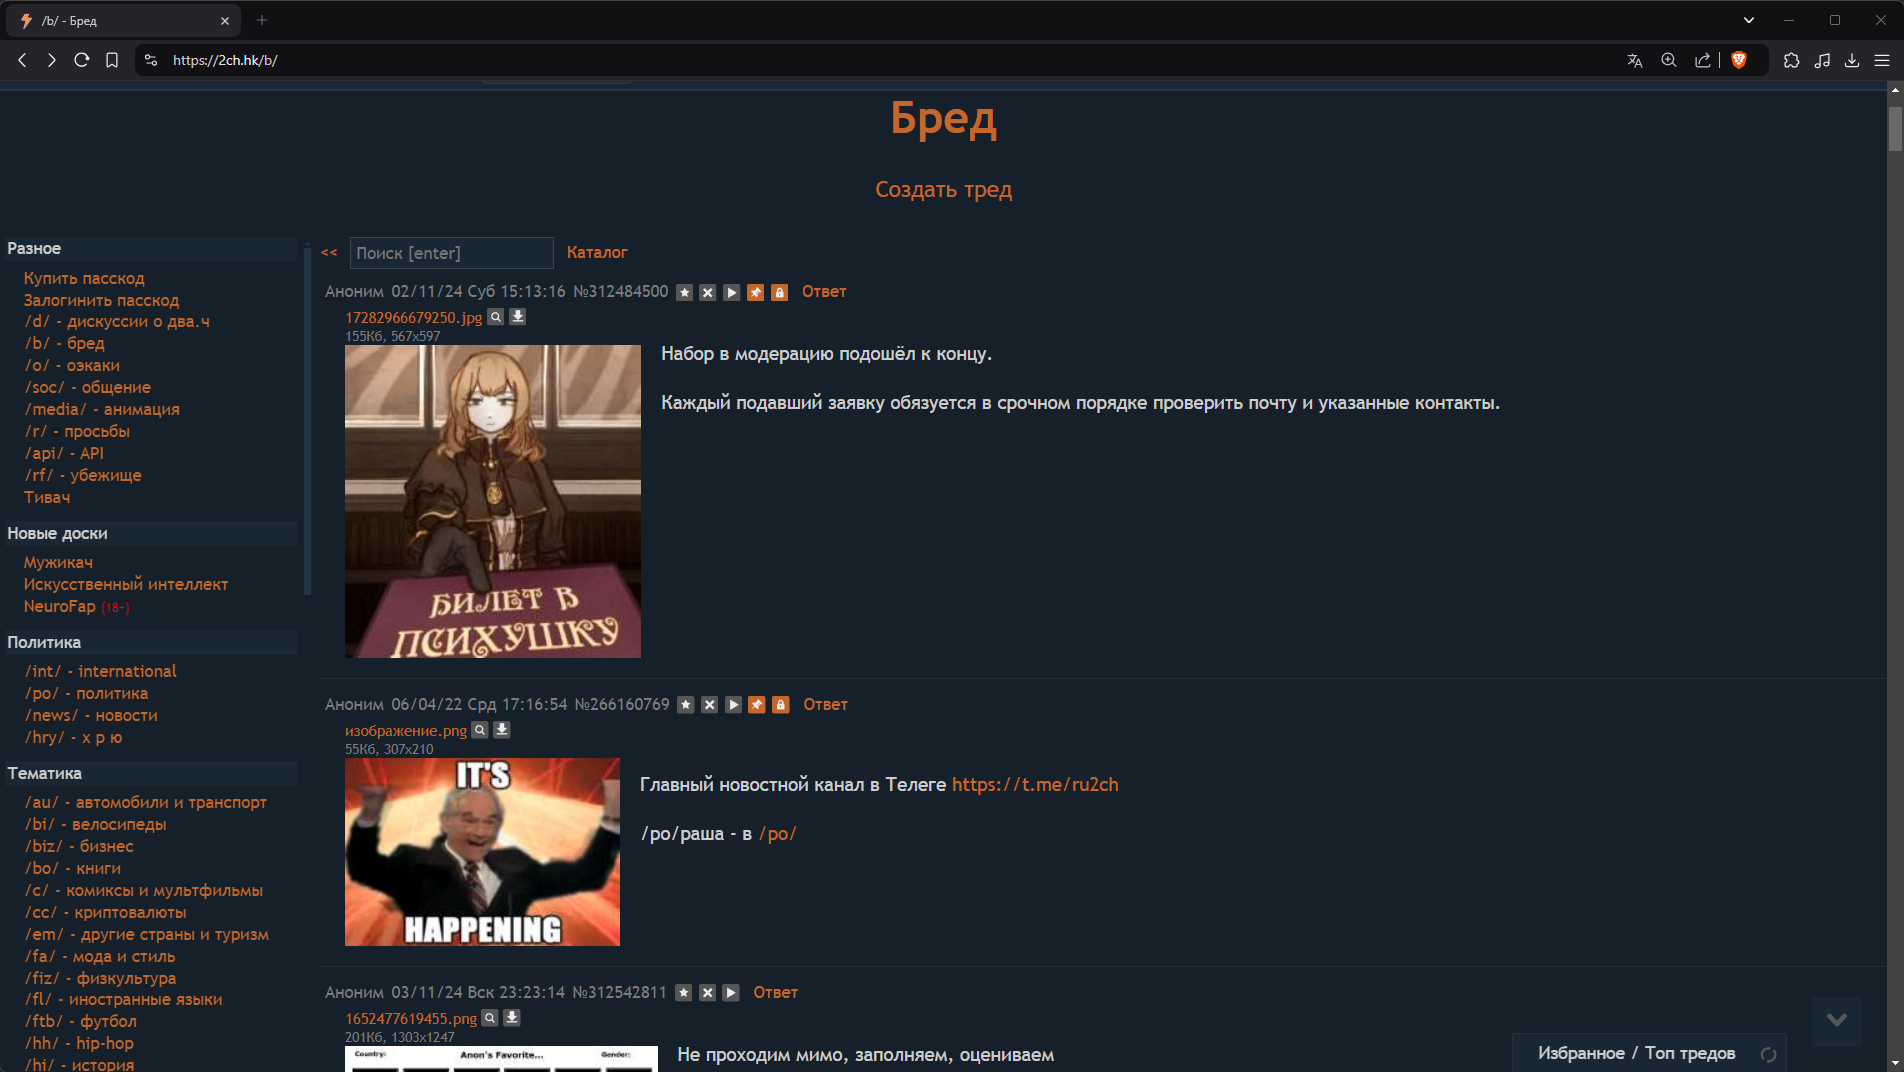 /b/ - Бред
https://2ch.hk/b/
Бред
Создать тред
Разное
Купить пасскод
Залогинить пасскод
/d/ - дискуссии о два.ч
/b/ - бред
/o/ - оэкаки
/soc/ - общение
/media/ - анимация
/r/ - просьбы
/api/ - API
/rf/ - убежище
Тивач
Новые доски
Мужикач
Искусственный интеллект
NeuroFap (18+)
Политика
/int/ - international
/po/ - политика
/news/ - новости
/hry/ - х р ю
Тематика
/au/ - автомобили и транспорт
/bi/ - велосипеды
/biz/ - бизнес
/bo/ - книги
/c/ - комиксы и мультфильмы
/cc/ - криптовалюты
/em/ - другие страны и туризм
/fa/ - мода и стиль
/fiz/ - физкультура
/fl/ - иностранные языки
/ftb/ - футбол
/hh/ - hip-hop
/hi/ - история
<< Поиск [enter] Каталог
Аноним 02/11/24 Суб 15:13:16 №312484500 Ответ
17282966679250.jpg
155Кб, 567x597
БИЛЕТ В
ПСИХУШКУ
Набор в модерацию подошёл к концу.
Каждый подавший заявку обязуется в срочном порядке проверить почту и указанные контакты.
Аноним 06/04/22 Срд 17:16:54 №266160769 Ответ
изображение.png
55Кб, 307x210
IT'S
HAPPENING
Главный новостной канал в Телеге https://t.me/ru2ch
/po/раша - в /po/
Аноним 03/11/24 Вск 23:23:14 №312542811 Ответ
1652477619455.png
201Кб, 1303x1247
Country: Anon's Favorite... Gender:
Не проходим мимо, заполняем, оцениваем
Избранное / Топ тредов